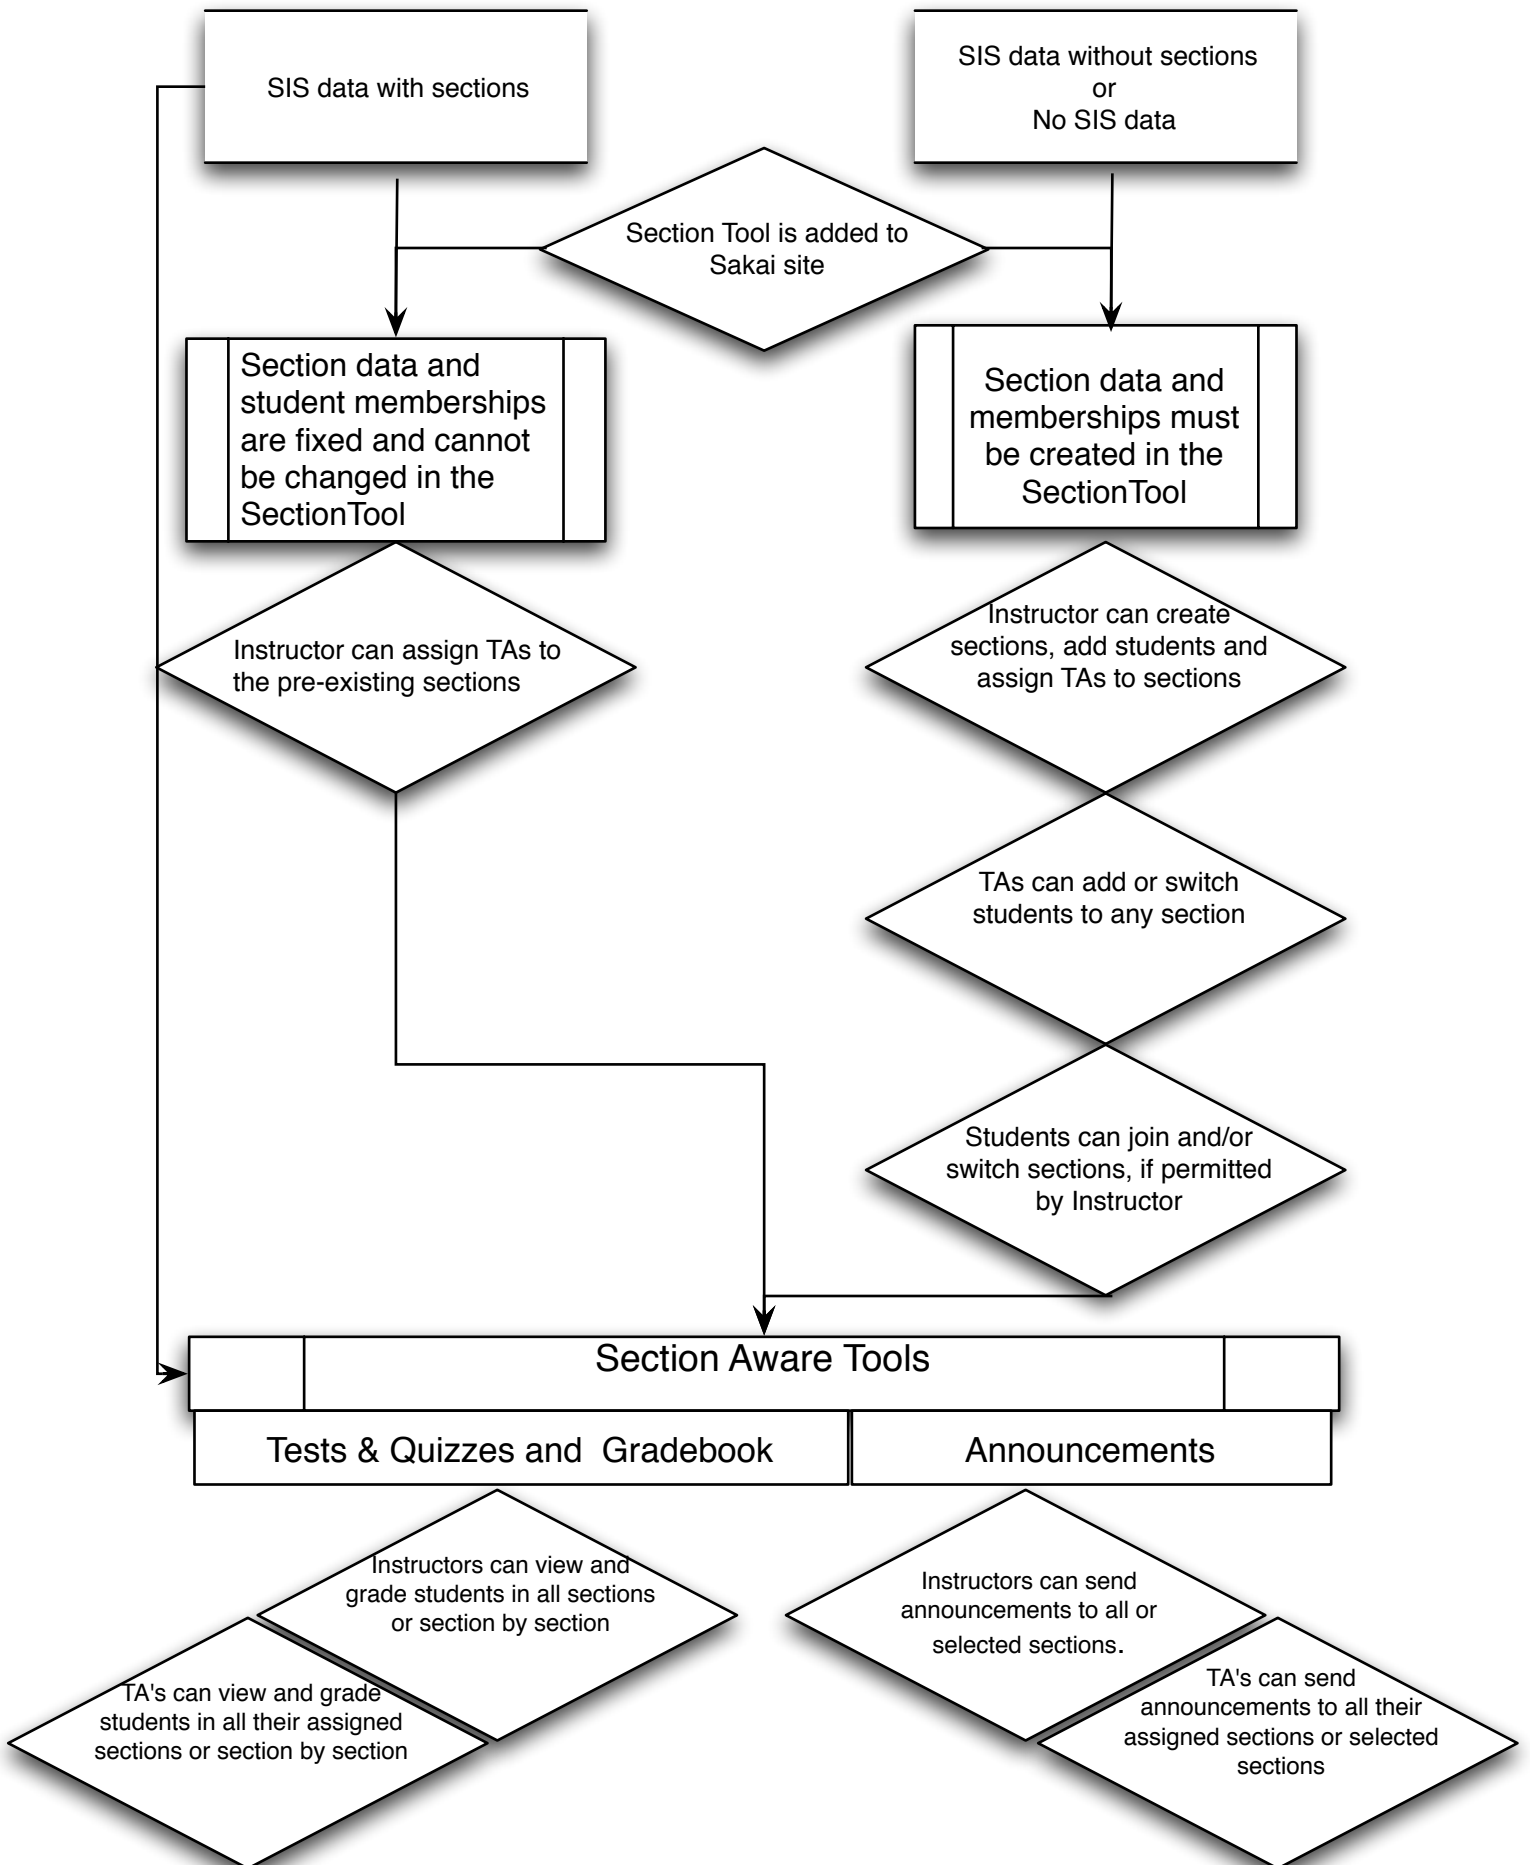 SIS data with sections
SIS data without sections
or
No SIS data
Section Tool is added to
Sakai site
Section data and
student memberships
are fixed and cannot
be changed in the
SectionTool
Section data and
memberships must
be created in the
SectionTool
Instructor can assign TAs to
the pre-existing sections
Instructor can create
sections, add students and
assign TAs to sections
TAs can add or switch
students to any section
Students can join and/or
switch sections, if permitted
by Instructor
Section Aware Tools
Tests & Quizzes and Gradebook
Announcements
Instructors can view and
grade students in all sections
or section by section
Instructors can send
announcements to all or
selected sections.
TA's can view and grade
students in all their assigned
sections or section by section
TA's can send
announcements to all their
assigned sections or selected
sections